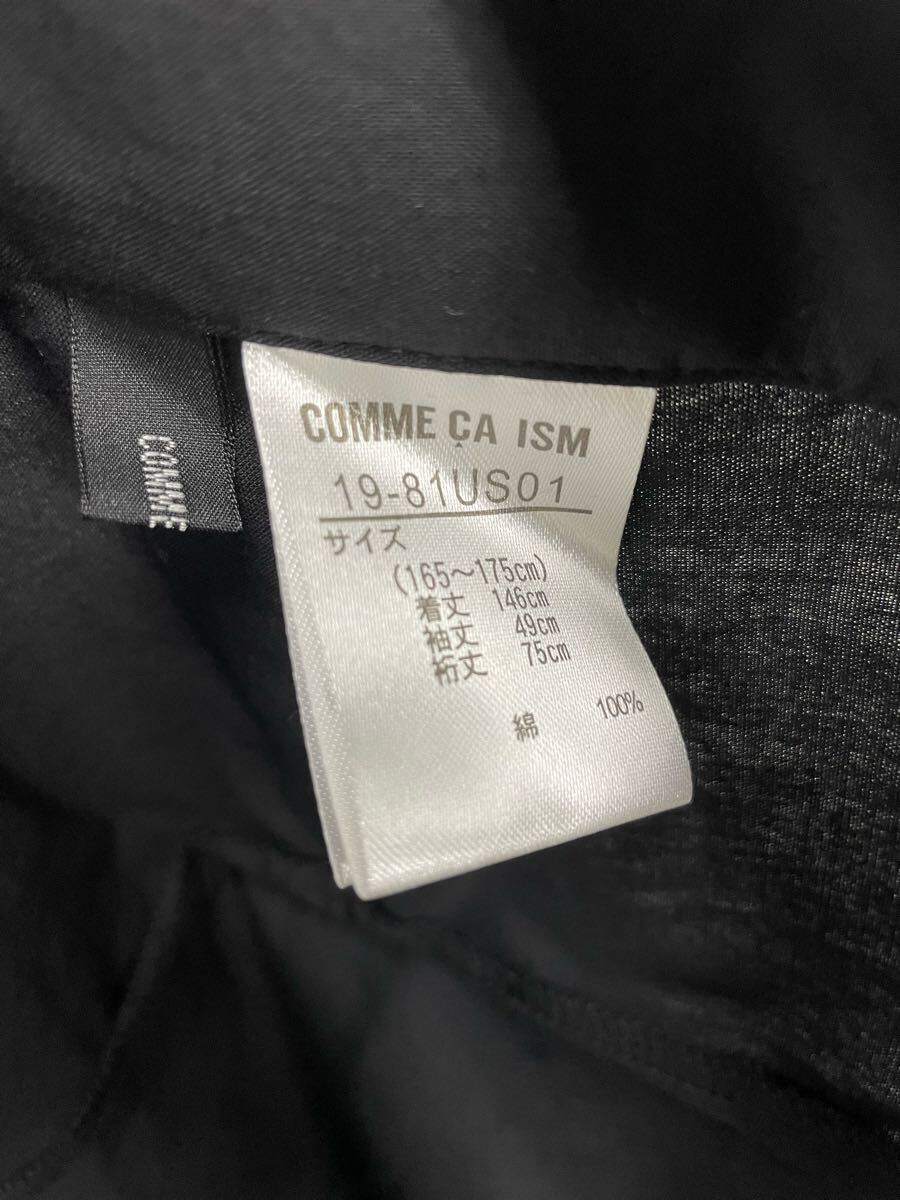 COMME ÇA ISM
19-81US01
サイズ
(165〜175cm)
着丈 146cm
袖丈 49cm
裄丈 75cm
綿 100%
COMME